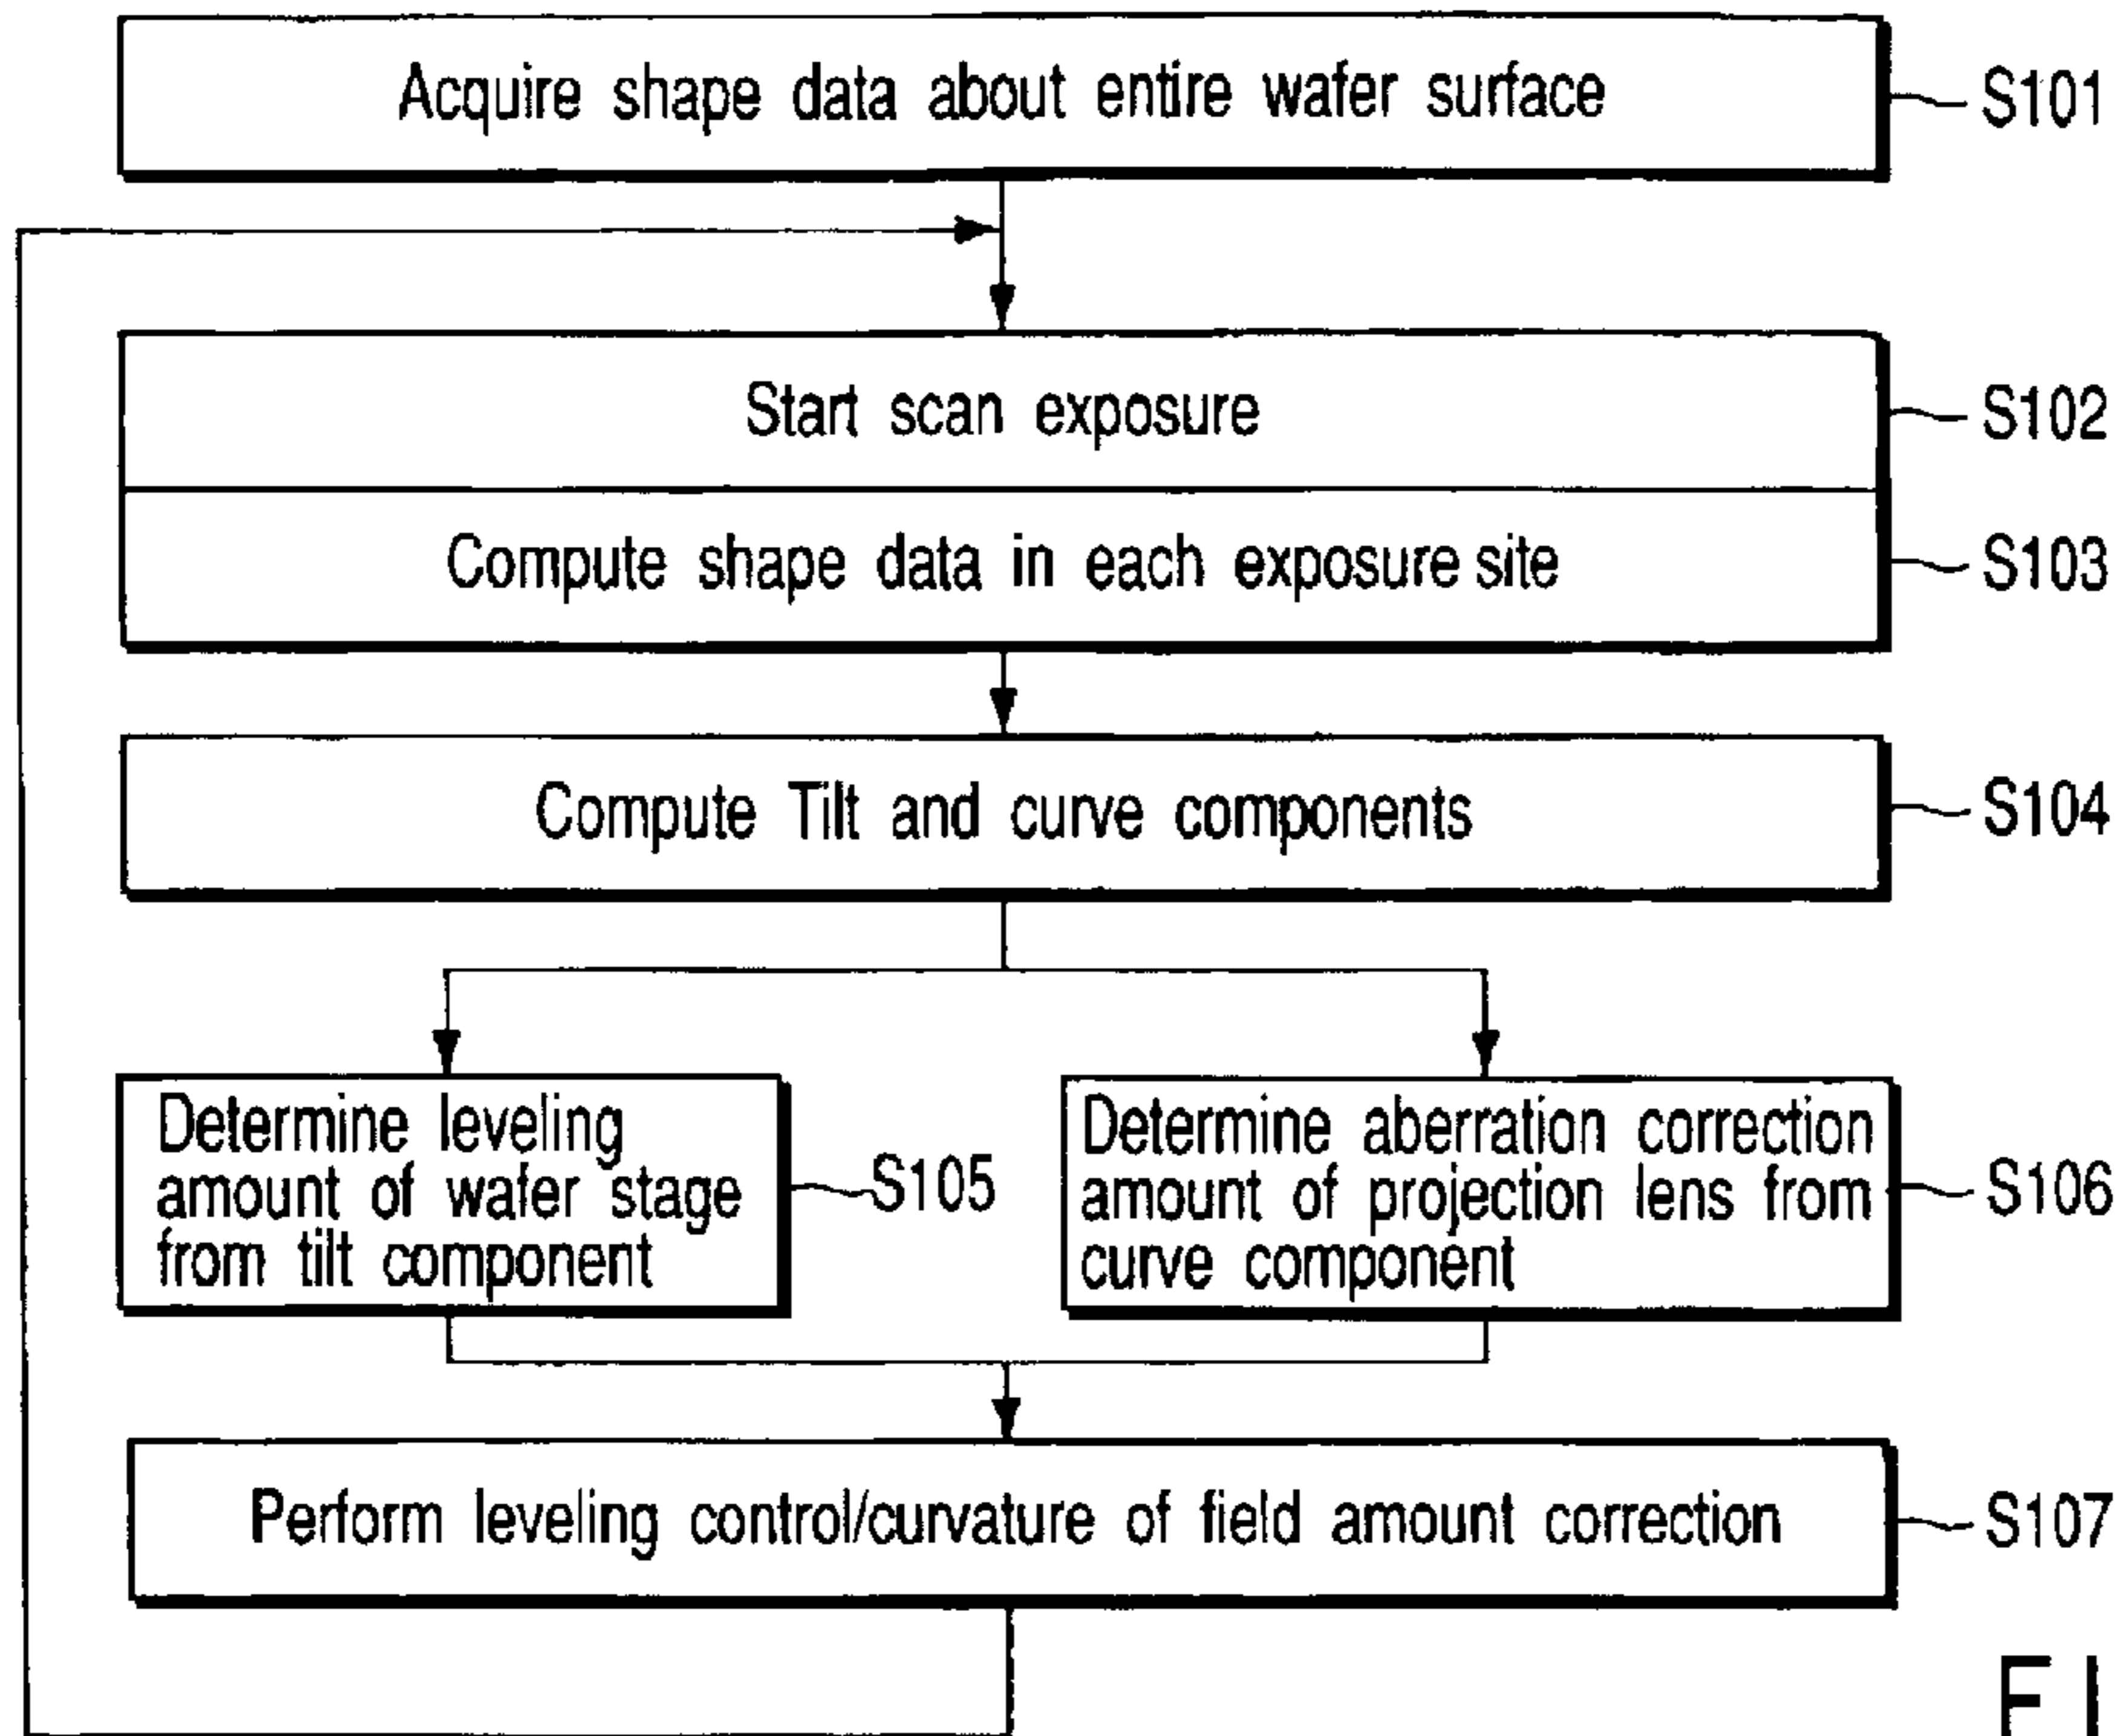 Acquire shape data about entire wafer surface
S101
Start scan exposure
S102
Compute shape data in each exposure site
S103
Compute Tilt and curve components
S104
Determine leveling
amount of wafer stage
from tilt component
S105
Determine aberration correction
amount of projection lens from
curve component
S106
Perform leveling control/curvature of field amount correction
S107